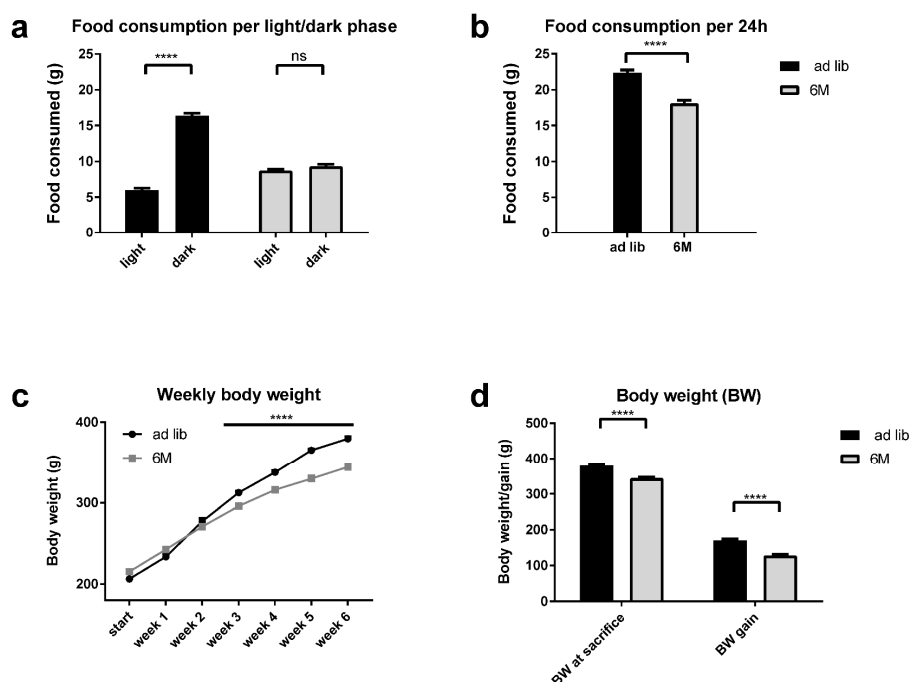 a
Food consumption per light/dark phase
25
20
15
10
5
0
Food consumed (g)
****
ns
light
dark
light
dark
b
Food consumption per 24h
25
20
15
10
5
0
Food consumed (g)
****
ad lib
6M
ad lib
6M
c
Weekly body weight
****
400
300
200
Body weight (g)
ad lib
6M
start
week 1
week 2
week 3
week 4
week 5
week 6
d
Body weight (BW)
500
400
300
200
100
0
Body weight/gain (g)
****
****
ad lib
6M
BW at sacrifice
BW gain